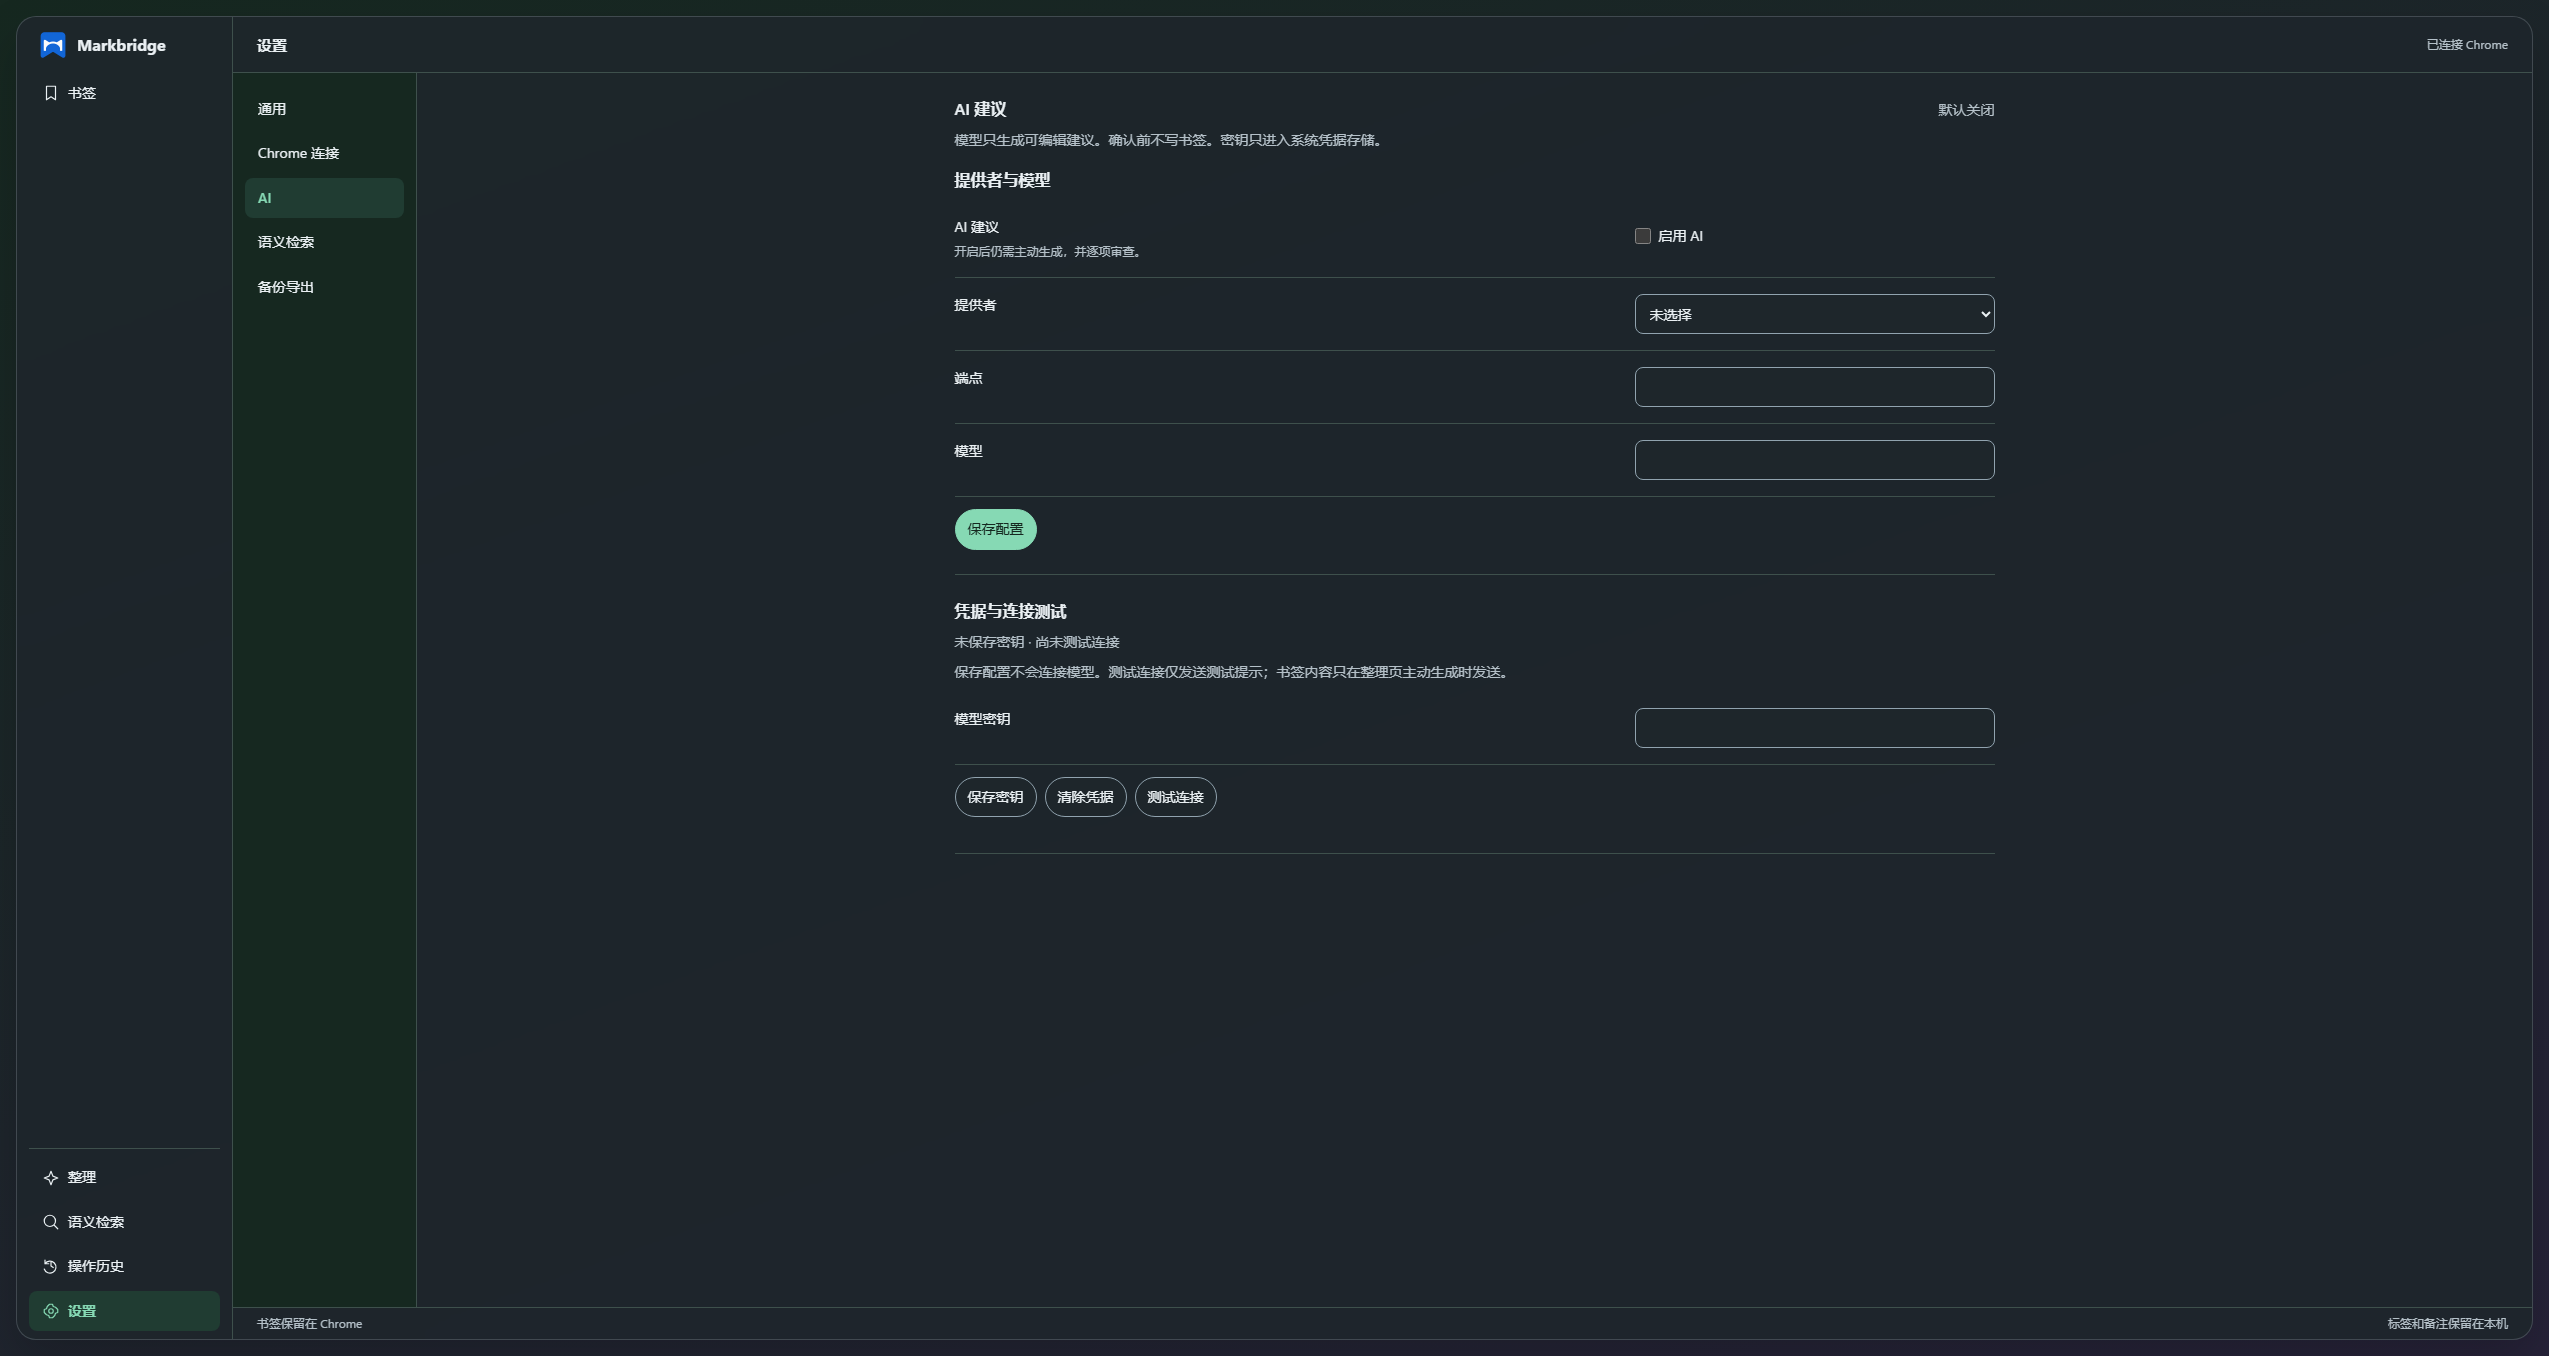 Markbridge
书签
整理
语义检索
操作历史
设置
设置
已连接 Chrome
通用
Chrome 连接
AI
语义检索
备份导出
AI 建议
默认关闭
模型只生成可编辑建议。确认前不写书签。密钥只进入系统凭据存储。
提供者与模型
AI 建议
开启后仍需主动生成，并逐项审查。
启用 AI
提供者
未选择
端点
模型
保存配置
凭据与连接测试
未保存密钥 · 尚未测试连接
保存配置不会连接模型。测试连接仅发送测试提示；书签内容只在整理页主动生成时发送。
模型密钥
保存密钥
清除凭据
测试连接
书签保留在 Chrome
标签和备注保留在本机